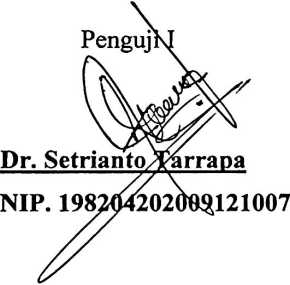 Penguji I
Dr. Setrianto Tarrapa
NIP. 198204202009121007